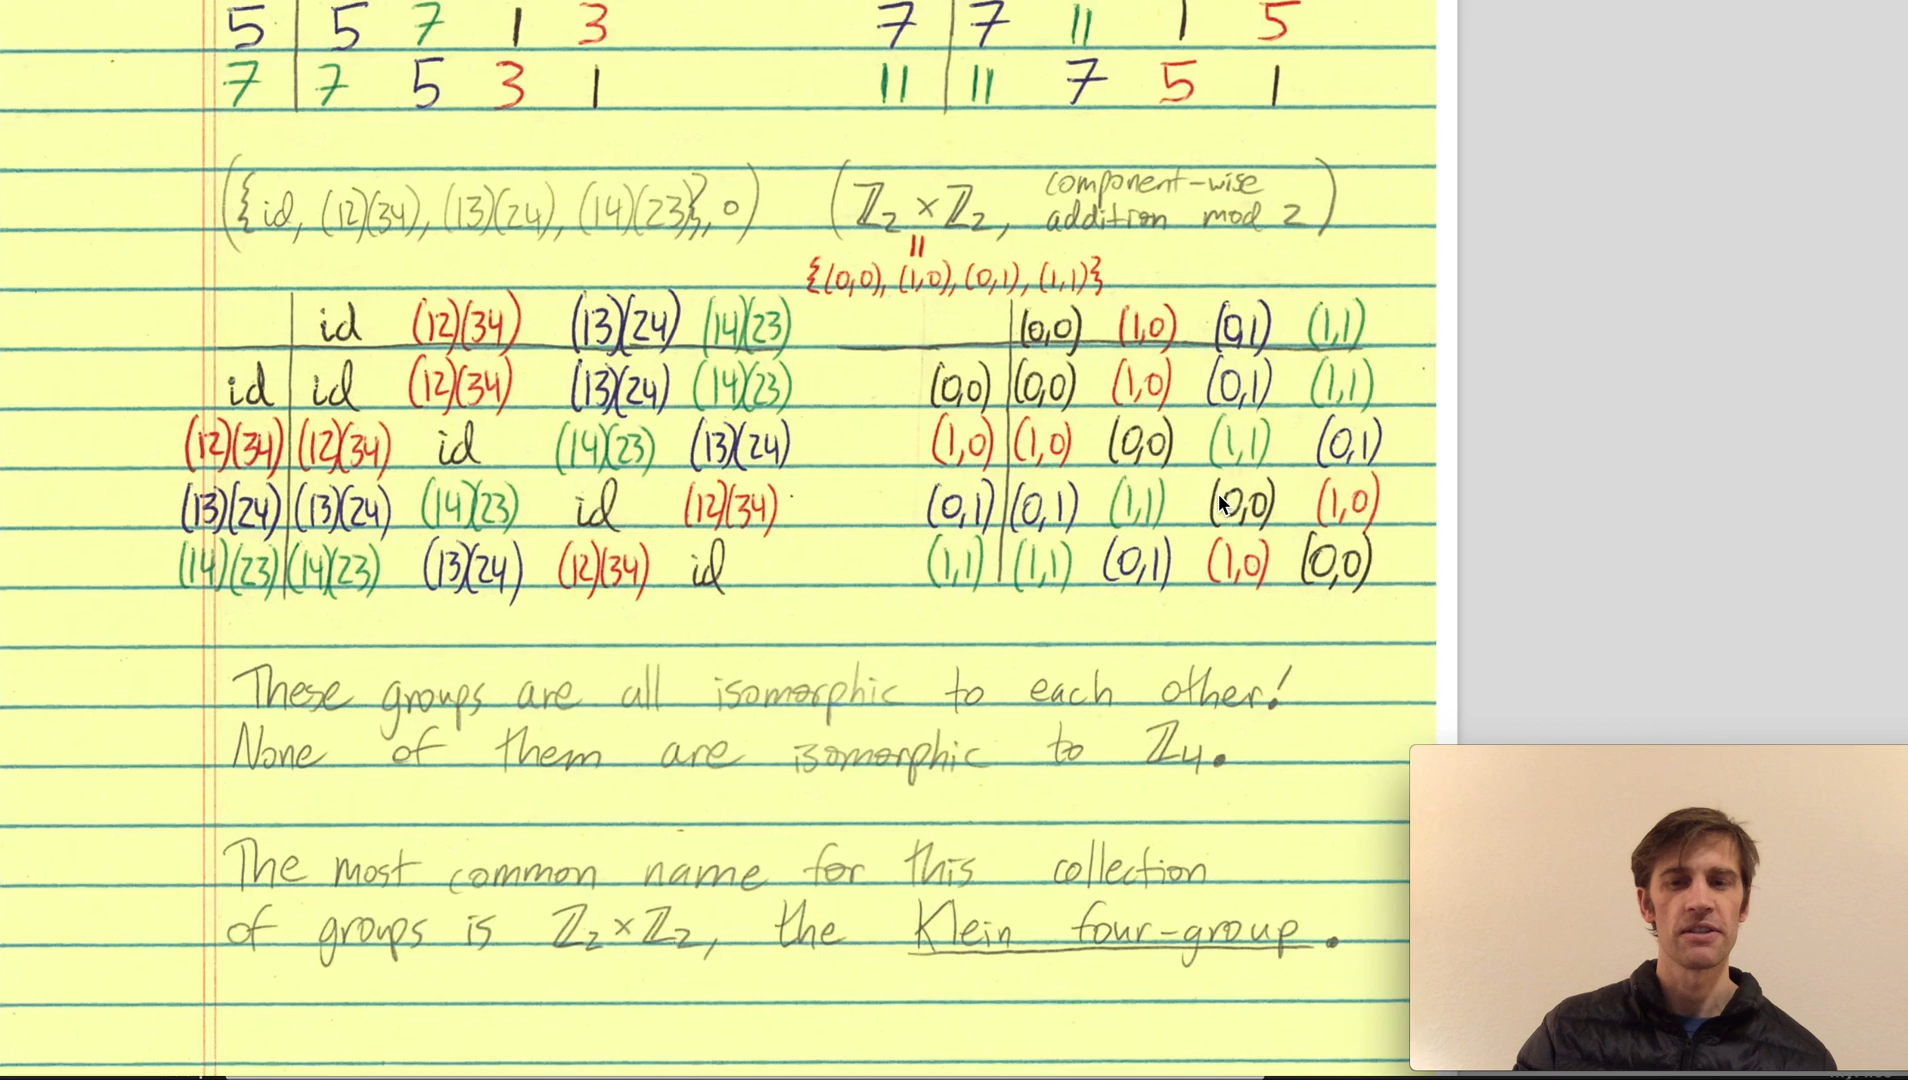 5 | 5 7 1 3
7 | 7 5 3 1
7 | 7 11 1 5
11 | 11 7 5 1
({id, (12)(34), (13)(24), (14)(23)}, ∘)
(ℤ₂ × ℤ₂, component-wise
addition mod 2)
=
{(0,0), (1,0), (0,1), (1,1)}
| id (12)(34) (13)(24) (14)(23)
id | id (12)(34) (13)(24) (14)(23)
(12)(34) | (12)(34) id (14)(23) (13)(24)
(13)(24) | (13)(24) (14)(23) id (12)(34)
(14)(23) | (14)(23) (13)(24) (12)(34) id
| (0,0) (1,0) (0,1) (1,1)
(0,0) | (0,0) (1,0) (0,1) (1,1)
(1,0) | (1,0) (0,0) (1,1) (0,1)
(0,1) | (0,1) (1,1) (0,0) (1,0)
(1,1) | (1,1) (0,1) (1,0) (0,0)
These groups are all isomorphic to each other!
None of them are isomorphic to ℤ₄.
The most common name for this collection
of groups is ℤ₂×ℤ₂, the Klein four-group.